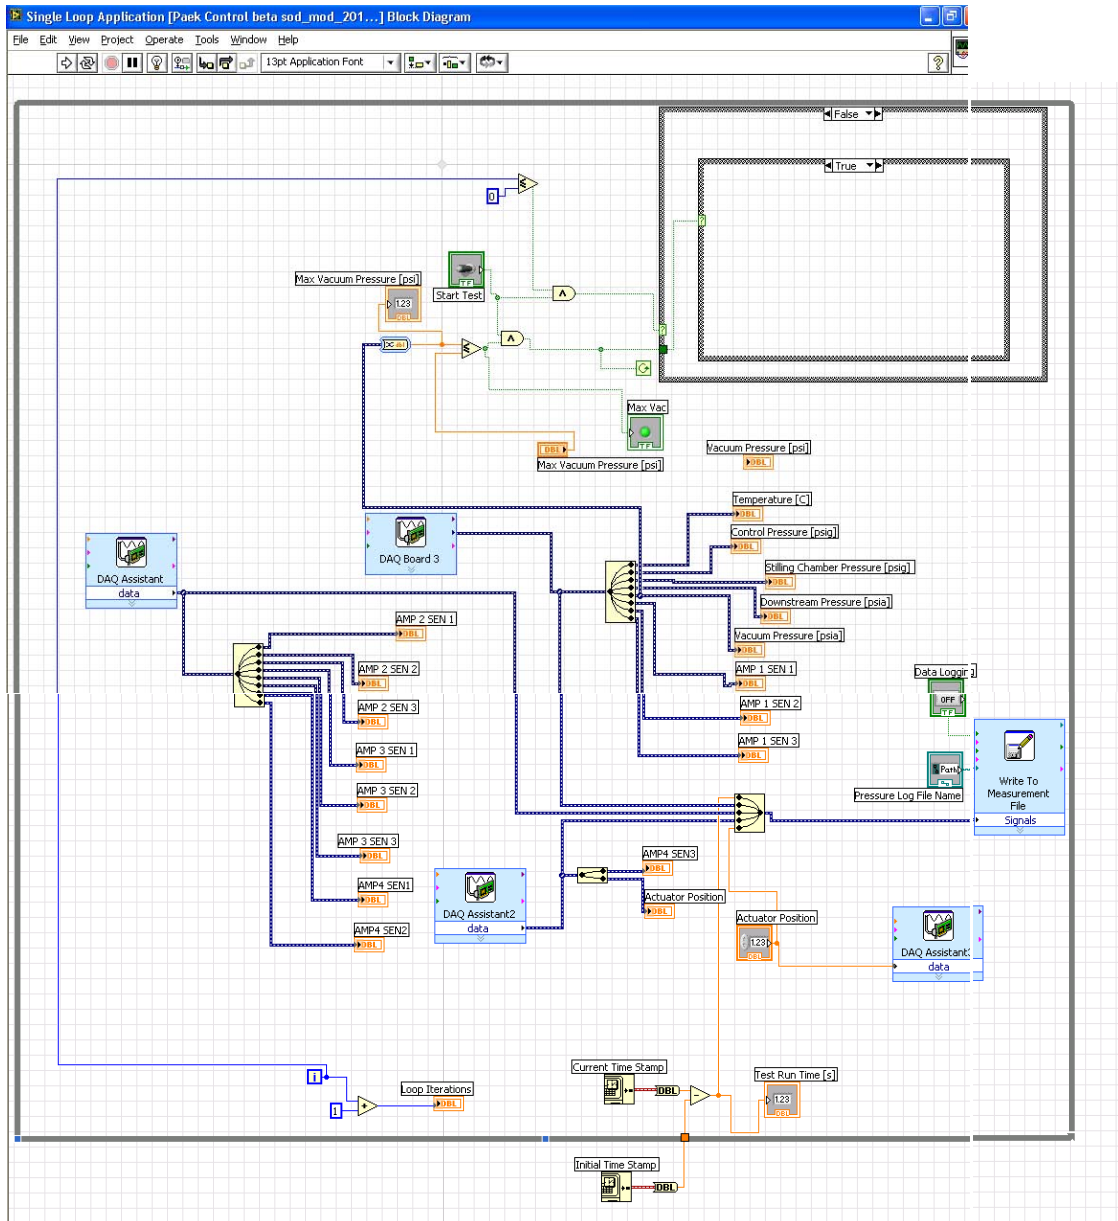 Single Loop Application [Paek Control beta sod_mod_201...] Block Diagram
File Edit View Project Operate Tools Window Help
13pt Application Font
?
False
True
0
?
Max Vacuum Pressure [psi]
1.23
DBL
TF
Start Test
?
Max Vac
TF
DBL
Max Vacuum Pressure [psi]
Vacuum Pressure [psi]
DBL
Temperature [C]
DBL
Control Pressure [psig]
DBL
Stilling Chamber Pressure [psig]
DBL
Downstream Pressure [psia]
DBL
Vacuum Pressure [psia]
DBL
DAQ Board 3
DAQ Assistant
data
AMP 2 SEN 1
DBL
AMP 2 SEN 2
DBL
AMP 2 SEN 3
DBL
AMP 3 SEN 1
DBL
AMP 3 SEN 2
DBL
AMP 3 SEN 3
DBL
AMP4 SEN1
DBL
AMP4 SEN2
DBL
AMP 1 SEN 1
DBL
AMP 1 SEN 2
DBL
AMP 1 SEN 3
DBL
Data Logging
OFF
TF
Path
Pressure Log File Name
Write To
Measurement
File
Signals
DAQ Assistant2
data
AMP4 SEN3
DBL
Actuator Position
DBL
Actuator Position
1.23
DBL
DAQ Assistant
data
i
1
Loop Iterations
DBL
Current Time Stamp
DBL
Test Run Time [s]
1.23
DBL
Initial Time Stamp
DBL